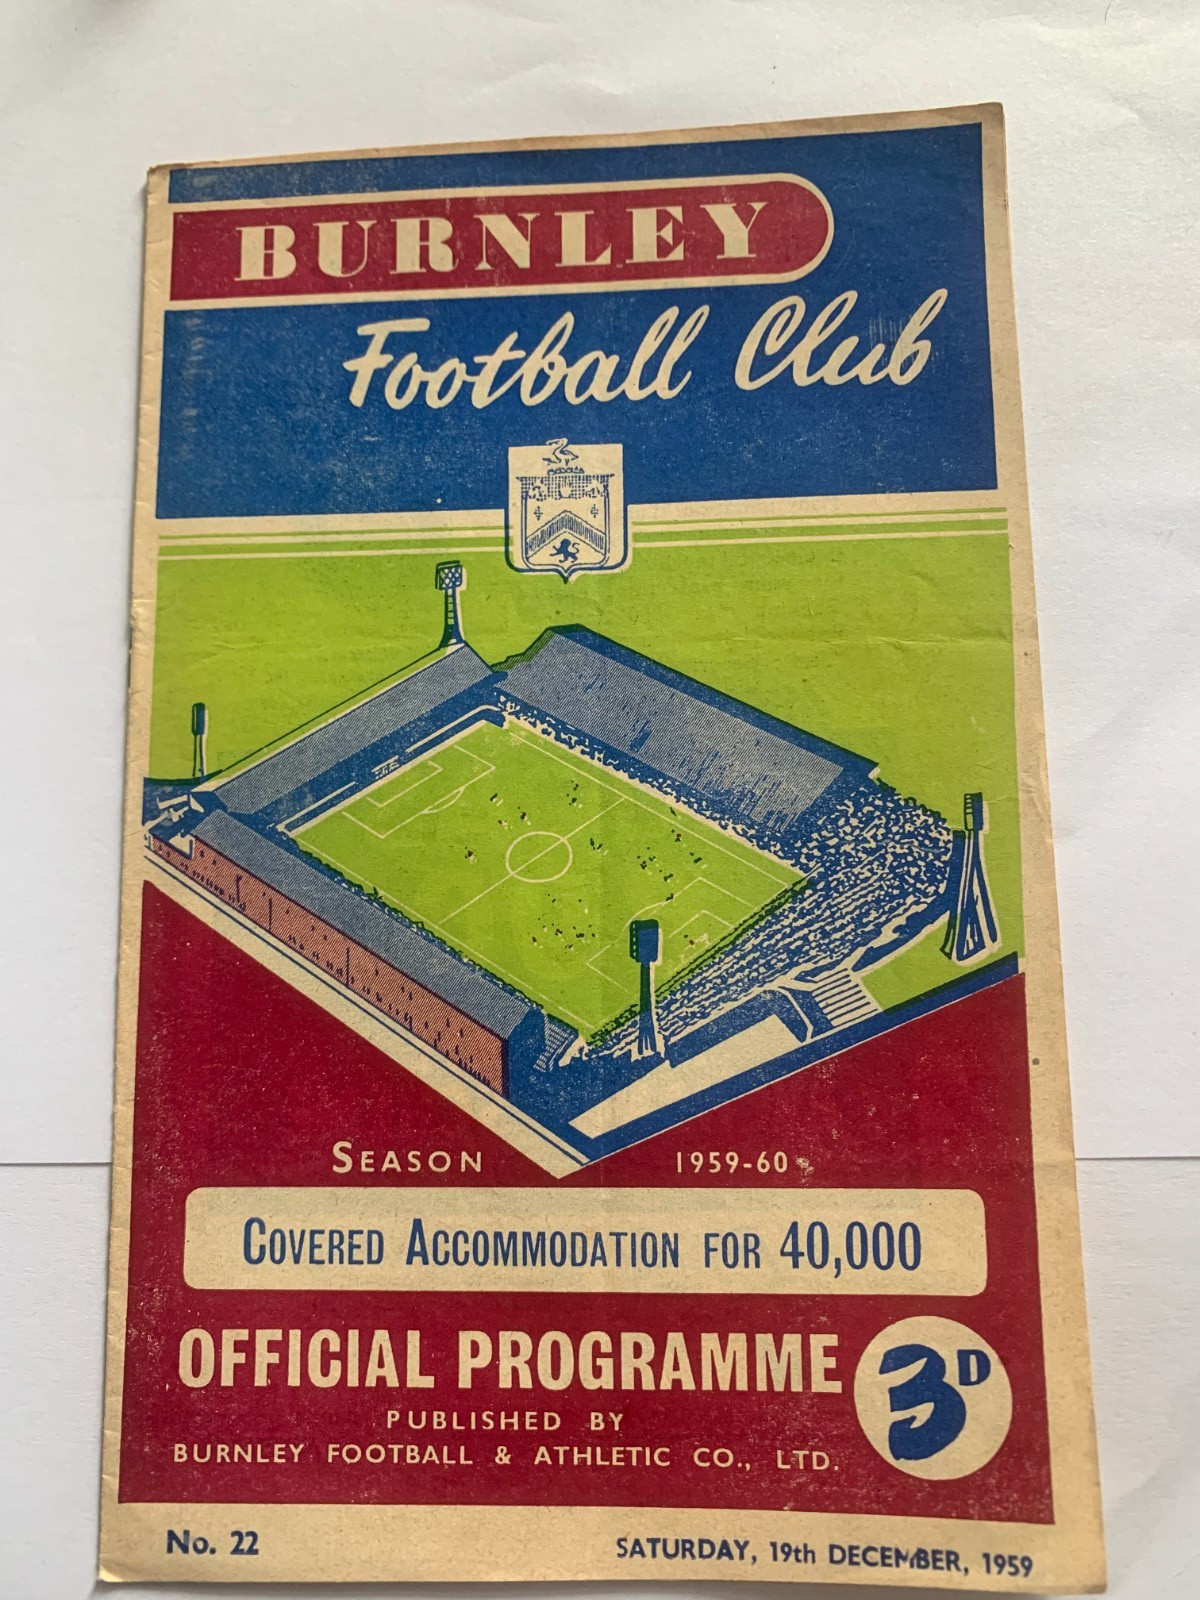 BURNLEY
Football Club
SEASON 1959-60
COVERED ACCOMMODATION FOR 40,000
OFFICIAL PROGRAMME
3D
PUBLISHED BY
BURNLEY FOOTBALL & ATHLETIC CO., LTD.
No. 22
SATURDAY, 19th DECEMBER, 1959